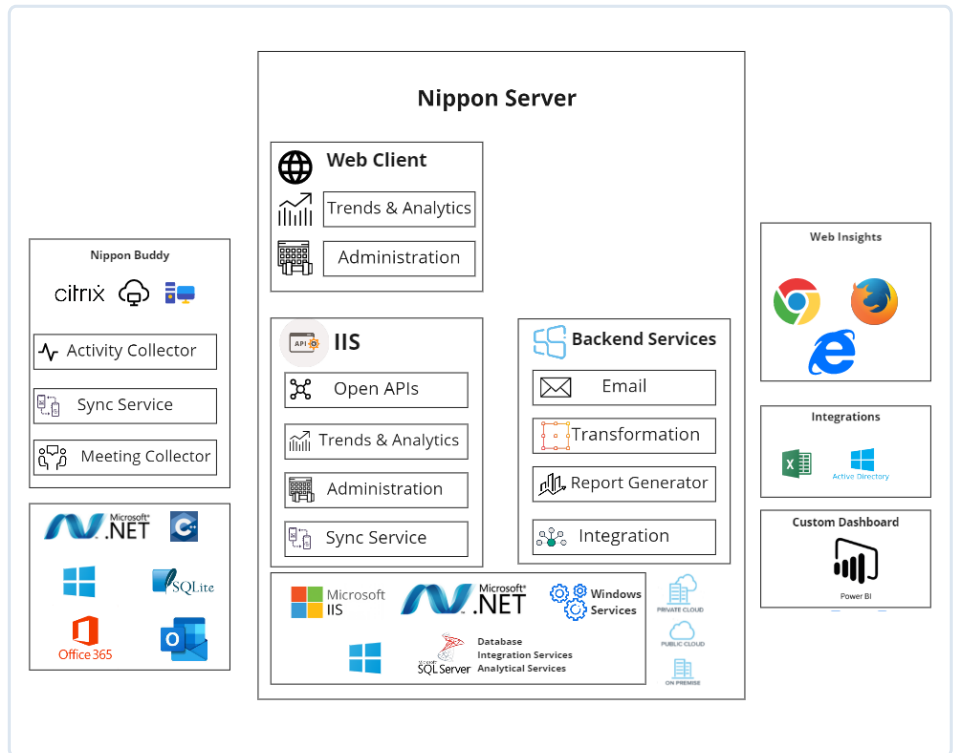 Nippon Server
Web Client
Trends & Analytics
Administration
Nippon Buddy
citrix
Activity Collector
Sync Service
Meeting Collector
Microsoft®
.NET
C++
SQLite
Office 365
O
API
IIS
Open APIs
Trends & Analytics
Administration
Sync Service
Backend Services
Email
Transformation
Report Generator
Integration
Microsoft
IIS
Microsoft®
.NET
Windows
Services
Microsoft
SQL Server
Database
Integration Services
Analytical Services
PRIVATE CLOUD
PUBLIC CLOUD
ON PREMISE
Web Insights
Integrations
X
Active Directory
Custom Dashboard
Power BI